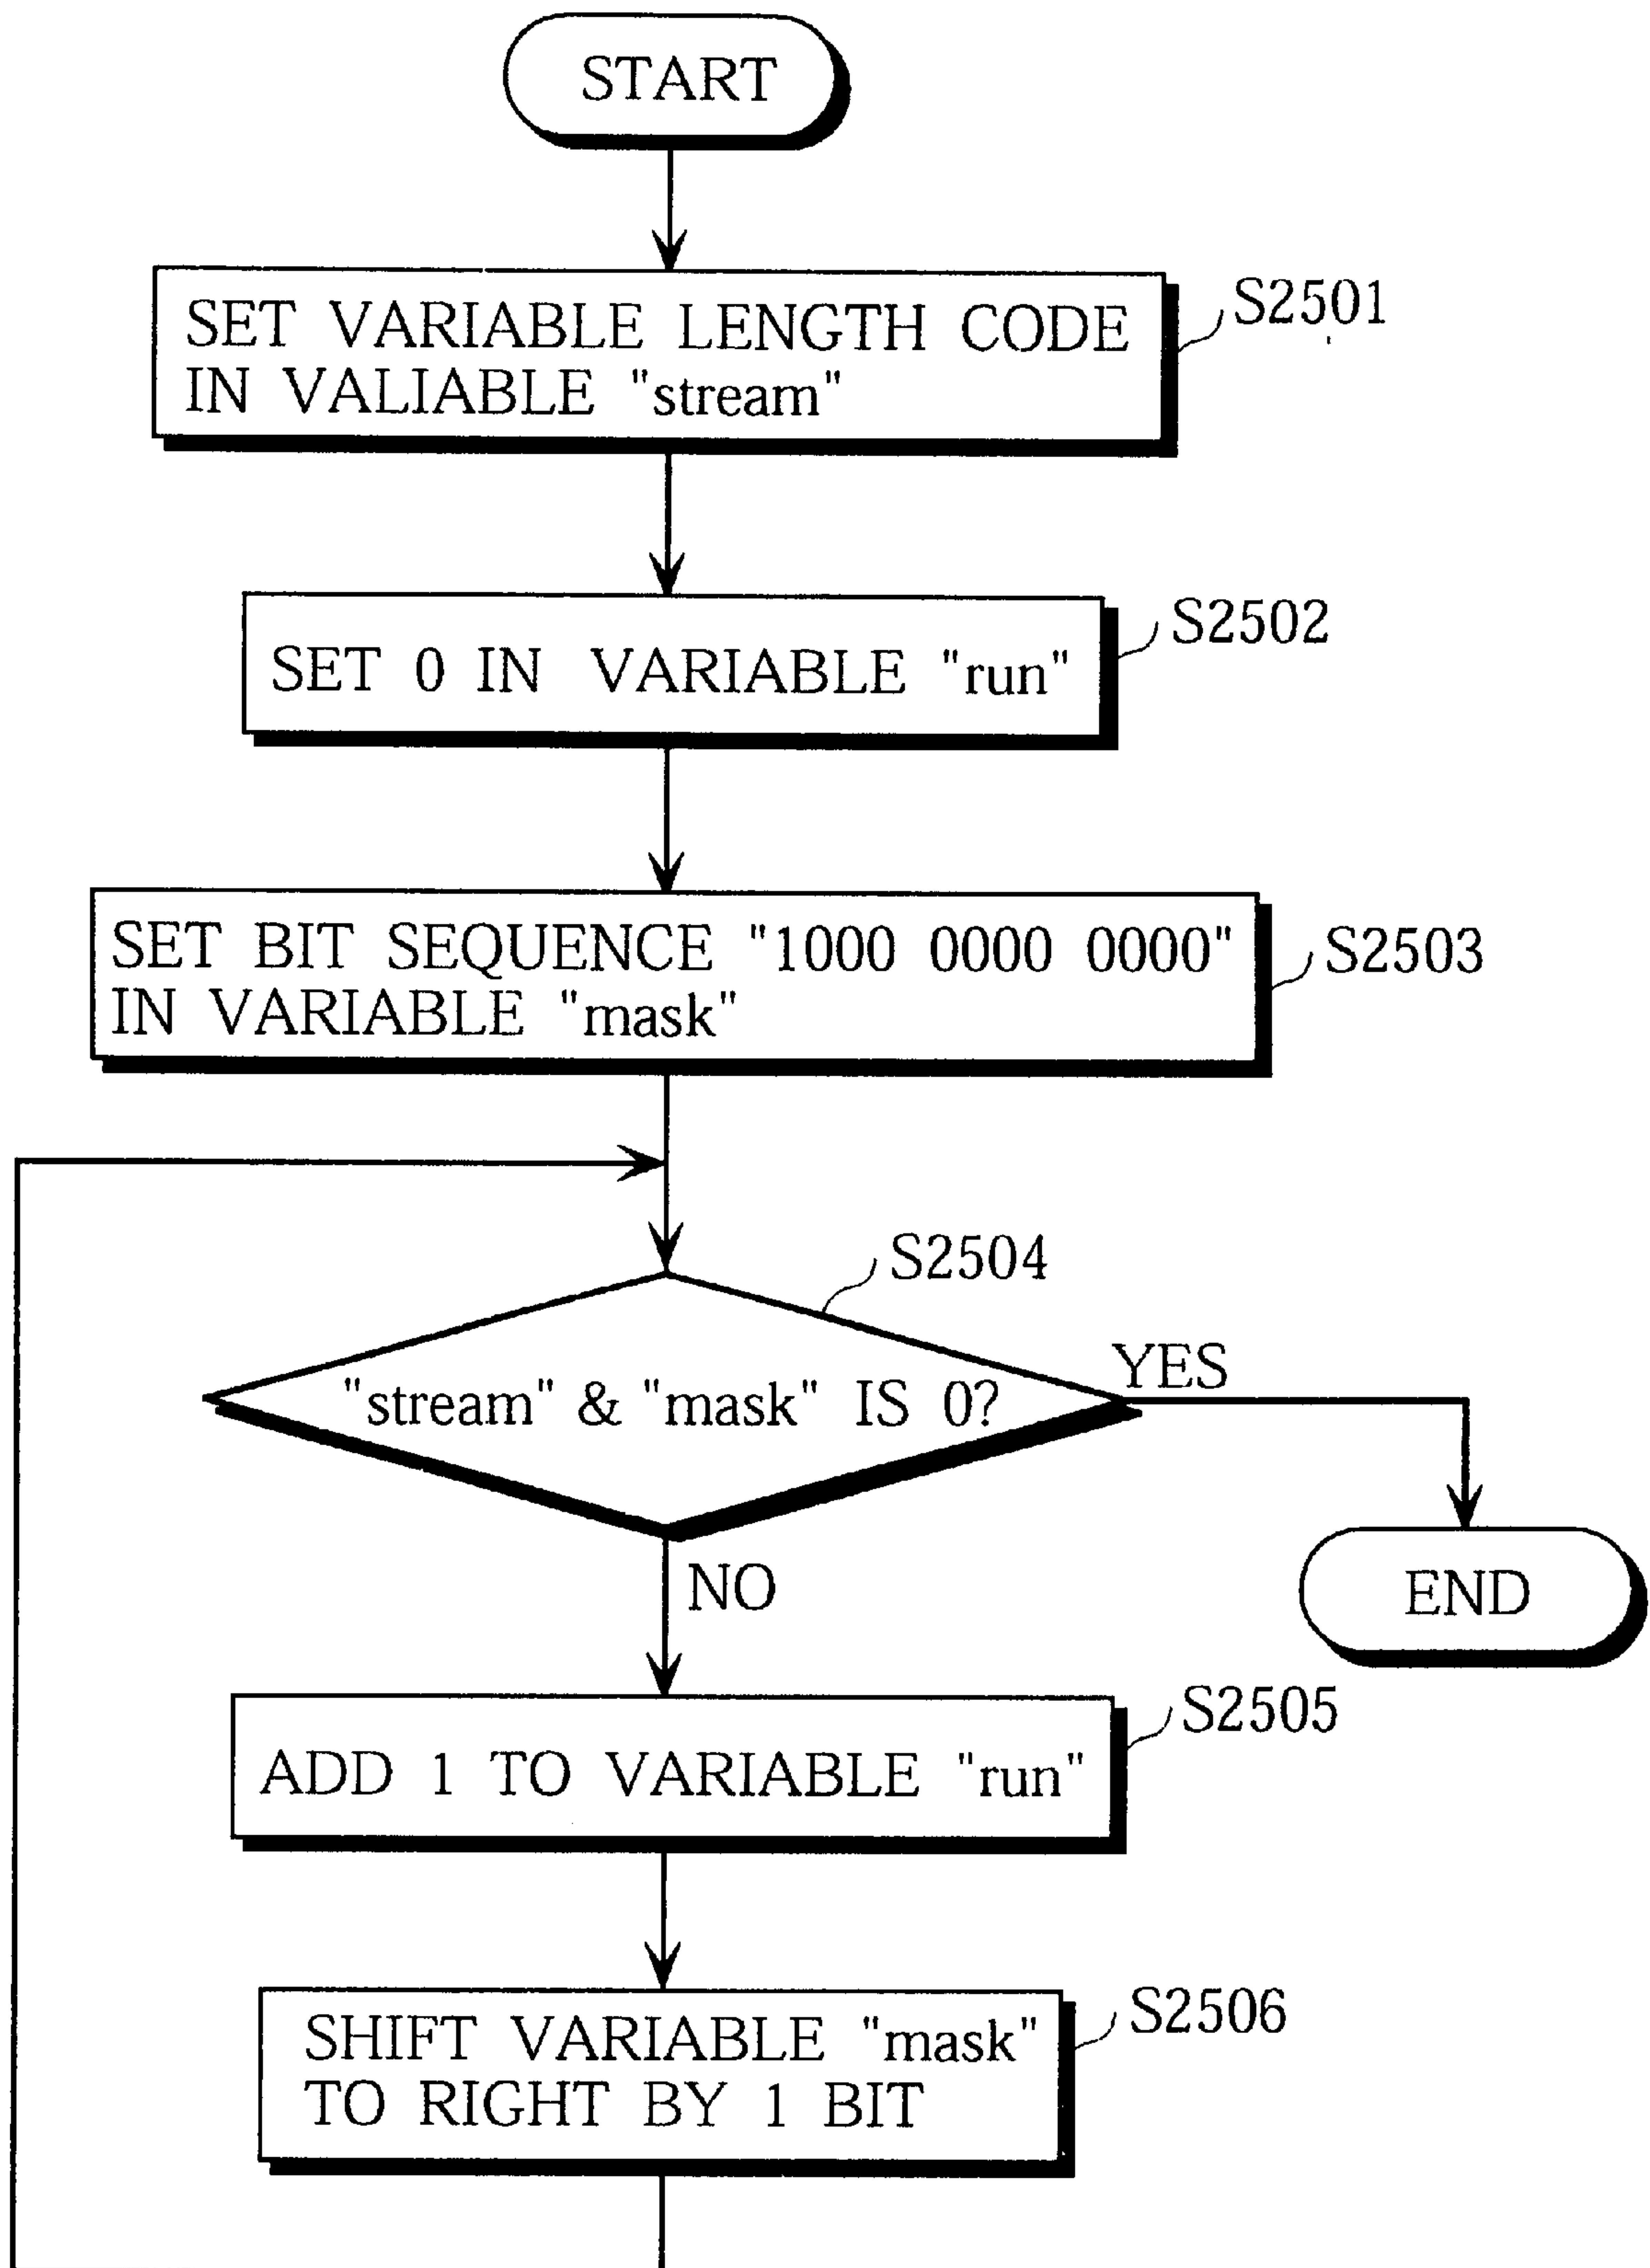 START
SET VARIABLE LENGTH CODE
IN VALIABLE "stream"
S2501
SET 0 IN VARIABLE "run"
S2502
SET BIT SEQUENCE "1000 0000 0000"
IN VARIABLE "mask"
S2503
S2504
"stream" & "mask" IS 0?
YES
NO
END
ADD 1 TO VARIABLE "run"
S2505
SHIFT VARIABLE "mask"
TO RIGHT BY 1 BIT
S2506